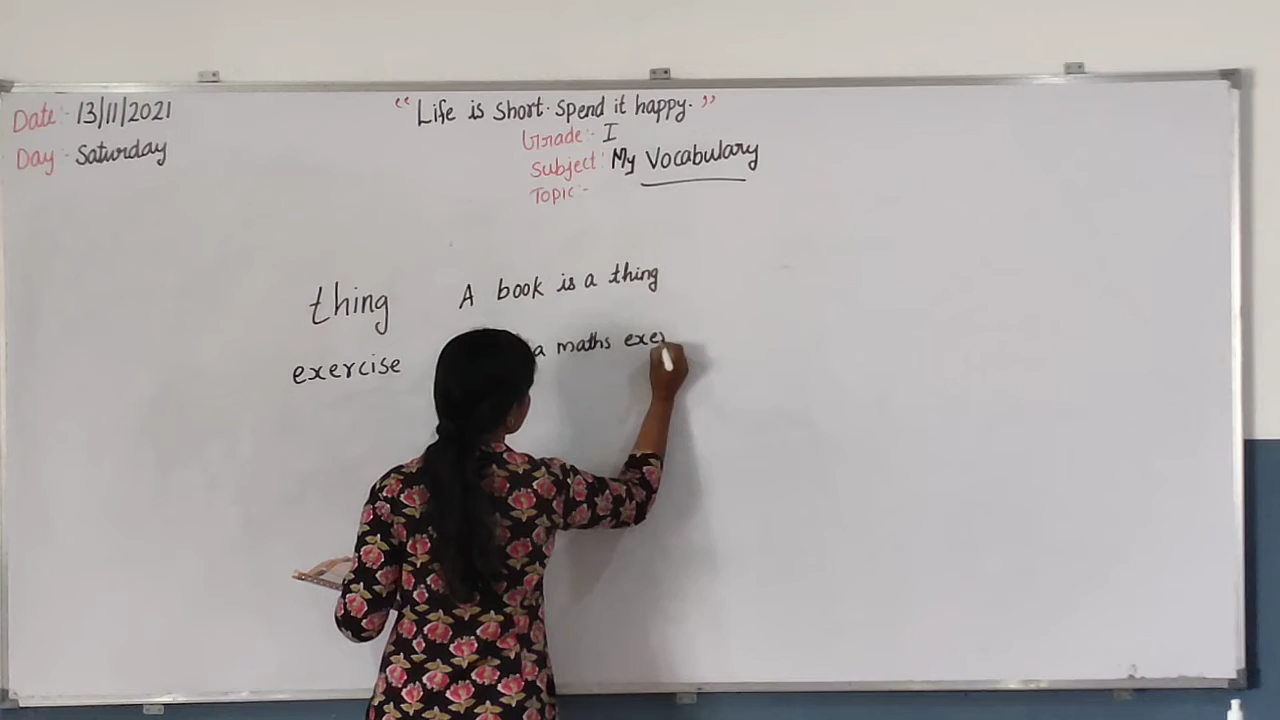 Date:- 13/11/2021
Day:- Saturday
"Life is short. spend it happy."
Grade:- I
Subject: My Vocabulary
Topic:-
thing A book is a thing
exercise a maths exer